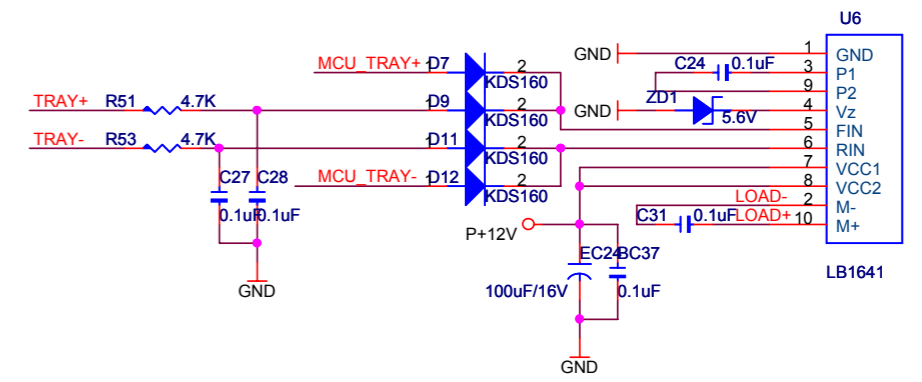 U6
MCU_TRAY+ 1 D7 2 KDS160
GND 1 GND
C24 0.1uF 3 P1
9 P2
TRAY+ R51 4.7K D9 2 KDS160
GND ZD1 5.6V 4 Vz
5 FIN
TRAY- R53 4.7K 1 D11 2 KDS160
6 RIN
7 VCC1
MCU_TRAY- 1 D12 2 KDS160
8 VCC2
C27 C28
0.1uF 0.1uF
LOAD- 2 M-
C31 0.1uF LOAD+ 10 M+
P+12V
EC24 BC37
100uF/16V 0.1uF
LB1641
GND
GND